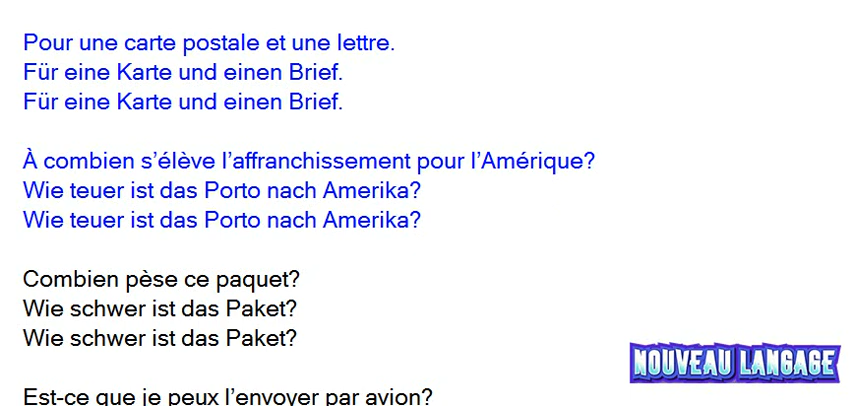 Pour une carte postale et une lettre.
Für eine Karte und einen Brief.
Für eine Karte und einen Brief.
À combien s’élève l’affranchissement pour l’Amérique?
Wie teuer ist das Porto nach Amerika?
Wie teuer ist das Porto nach Amerika?
Combien pèse ce paquet?
Wie schwer ist das Paket?
Wie schwer ist das Paket?
NOUVEAU LANGAGE
Est-ce que je peux l’envoyer par avion?